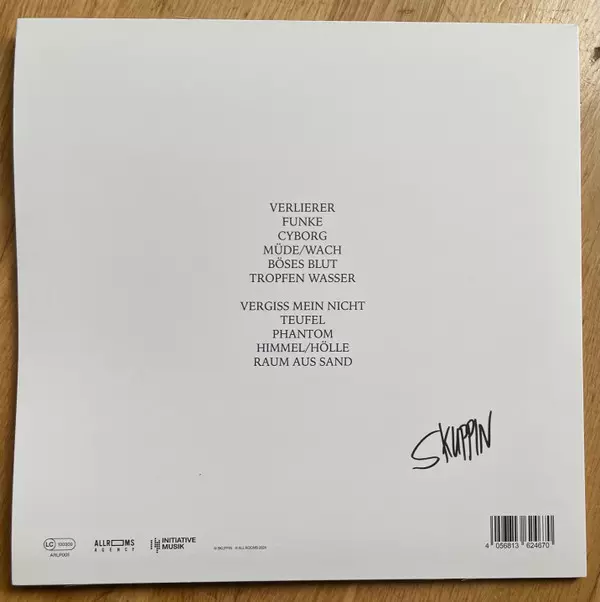 VERLIERER
FUNKE
CYBORG
MÜDE/WACH
BÖSES BLUT
TROPFEN WASSER
VERGISS MEIN NICHT
TEUFEL
PHANTOM
HIMMEL/HÖLLE
RAUM AUS SAND
SKUPPIN
LC
ALLROOMS
AGENCY
INITIATIVE
MUSIK
4 056813 624670